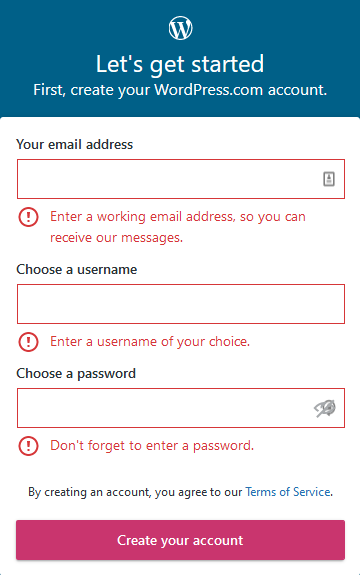 Let's get started
First, create your WordPress.com account.
Your email address
Enter a working email address, so you can
receive our messages.
Choose a username
Enter a username of your choice.
Choose a password
Don't forget to enter a password.
By creating an account, you agree to our Terms of Service.
Create your account